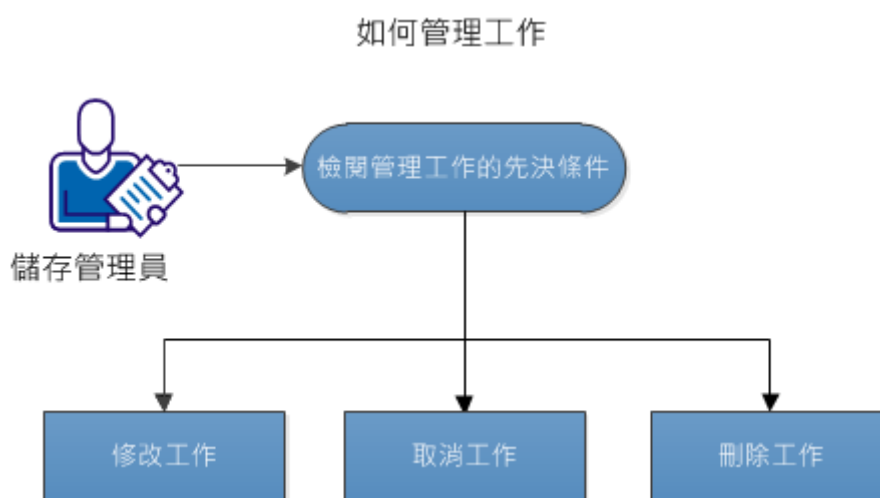 如何管理工作
檢閱管理工作的先決條件
儲存管理員
修改工作
取消工作
刪除工作